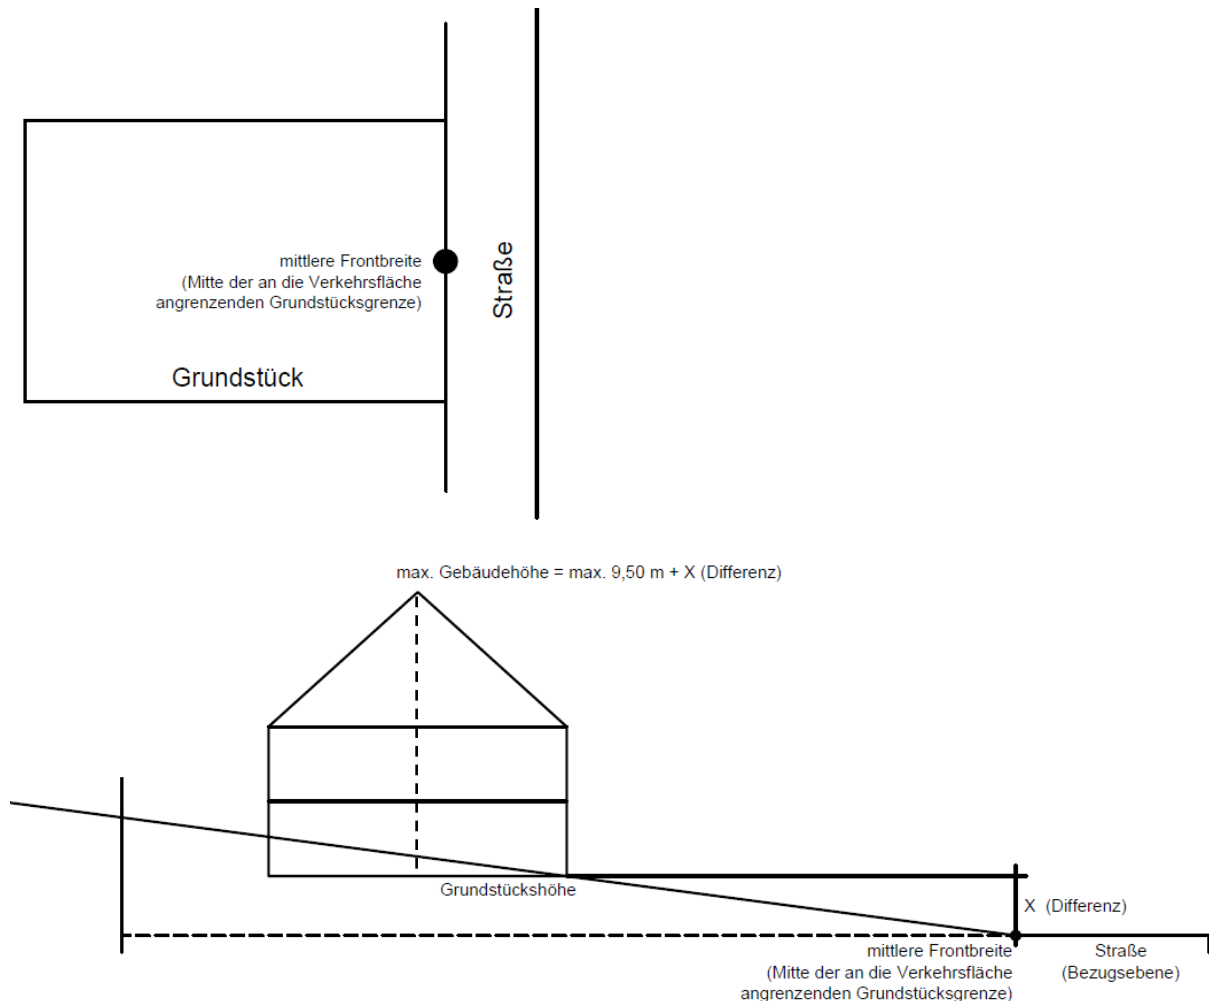 mittlere Frontbreite
(Mitte der an die Verkehrsfläche
angrenzenden Grundstücksgrenze)
Straße
Grundstück
max. Gebäudehöhe = max. 9,50 m + X (Differenz)
Grundstückshöhe
X (Differenz)
mittlere Frontbreite
(Mitte der an die Verkehrsfläche
angrenzenden Grundstücksgrenze)
Straße
(Bezugsebene)